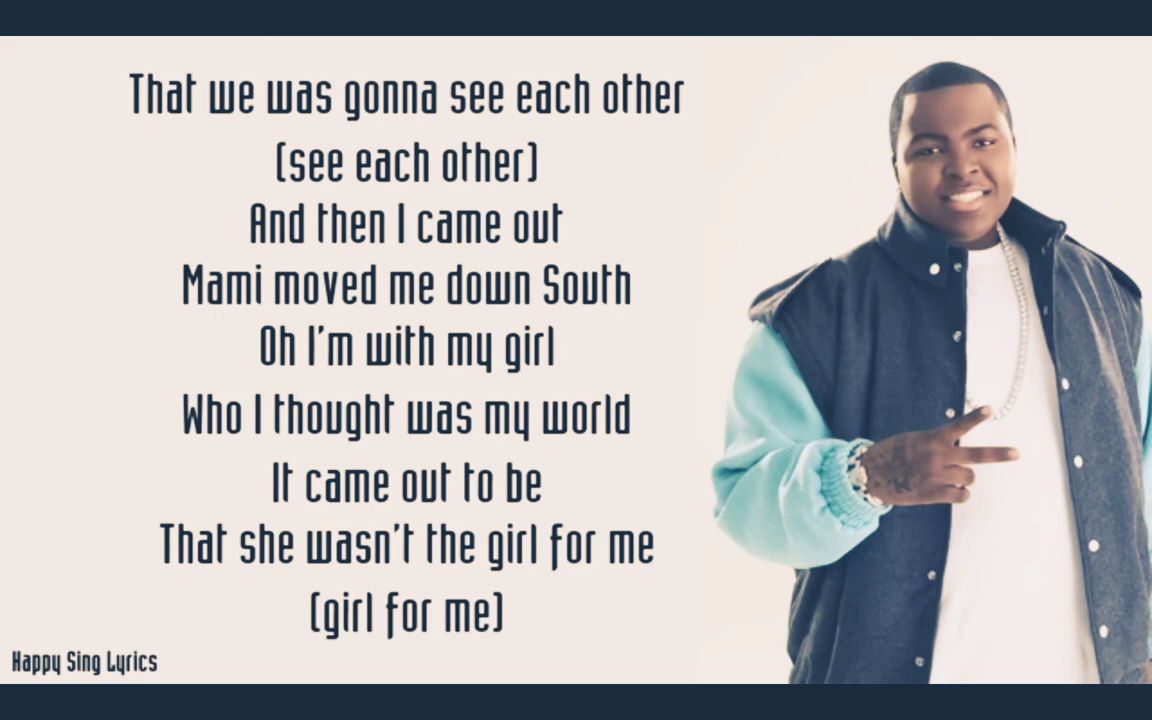 That we was gonna see each other
(see each other)
And then I came out
Mami moved me down South
Oh I'm with my girl
Who I thought was my world
It came out to be
That she wasn't the girl for me
(girl for me)
Happy Sing Lyrics